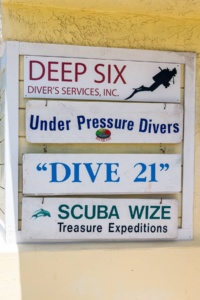 DEEP SIX
DIVER'S SERVICES, INC.
Under Pressure Divers
"DIVE 21"
SCUBA WIZE
Treasure Expeditions